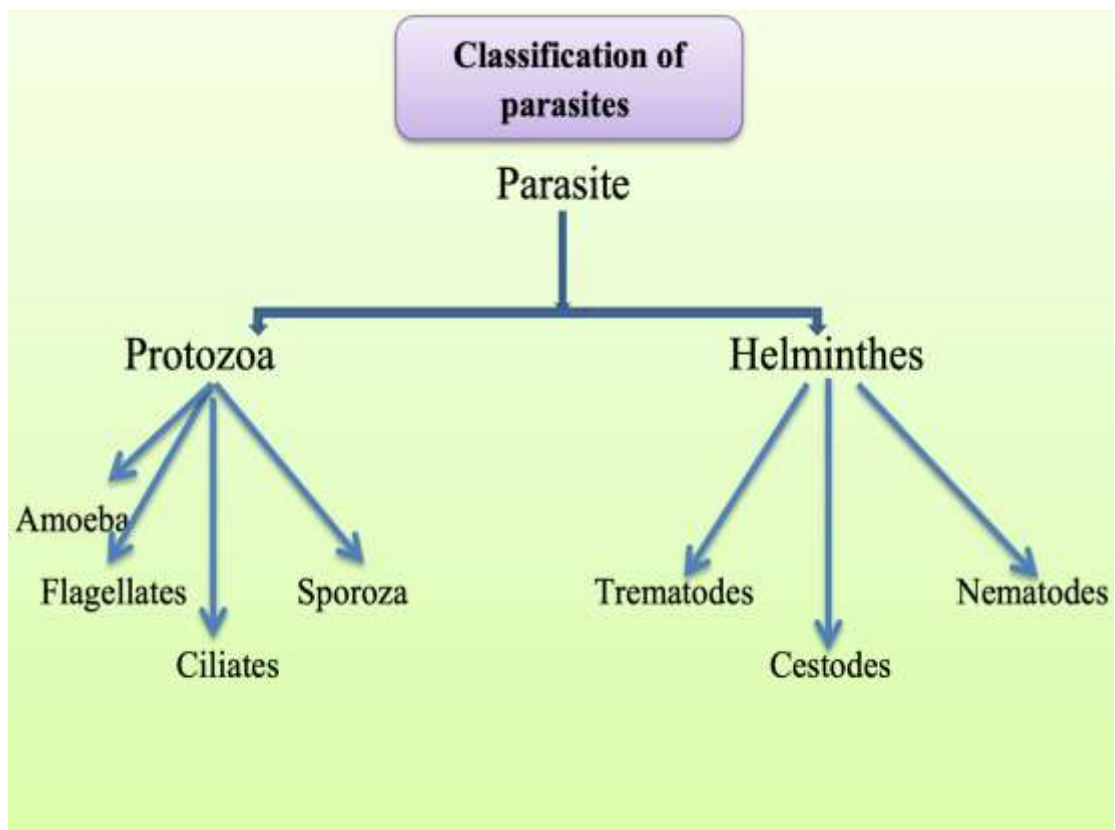 Classification of
parasites
Parasite
Protozoa
Helminthes
Amoeba
Flagellates
Sporoza
Ciliates
Trematodes
Nematodes
Cestodes